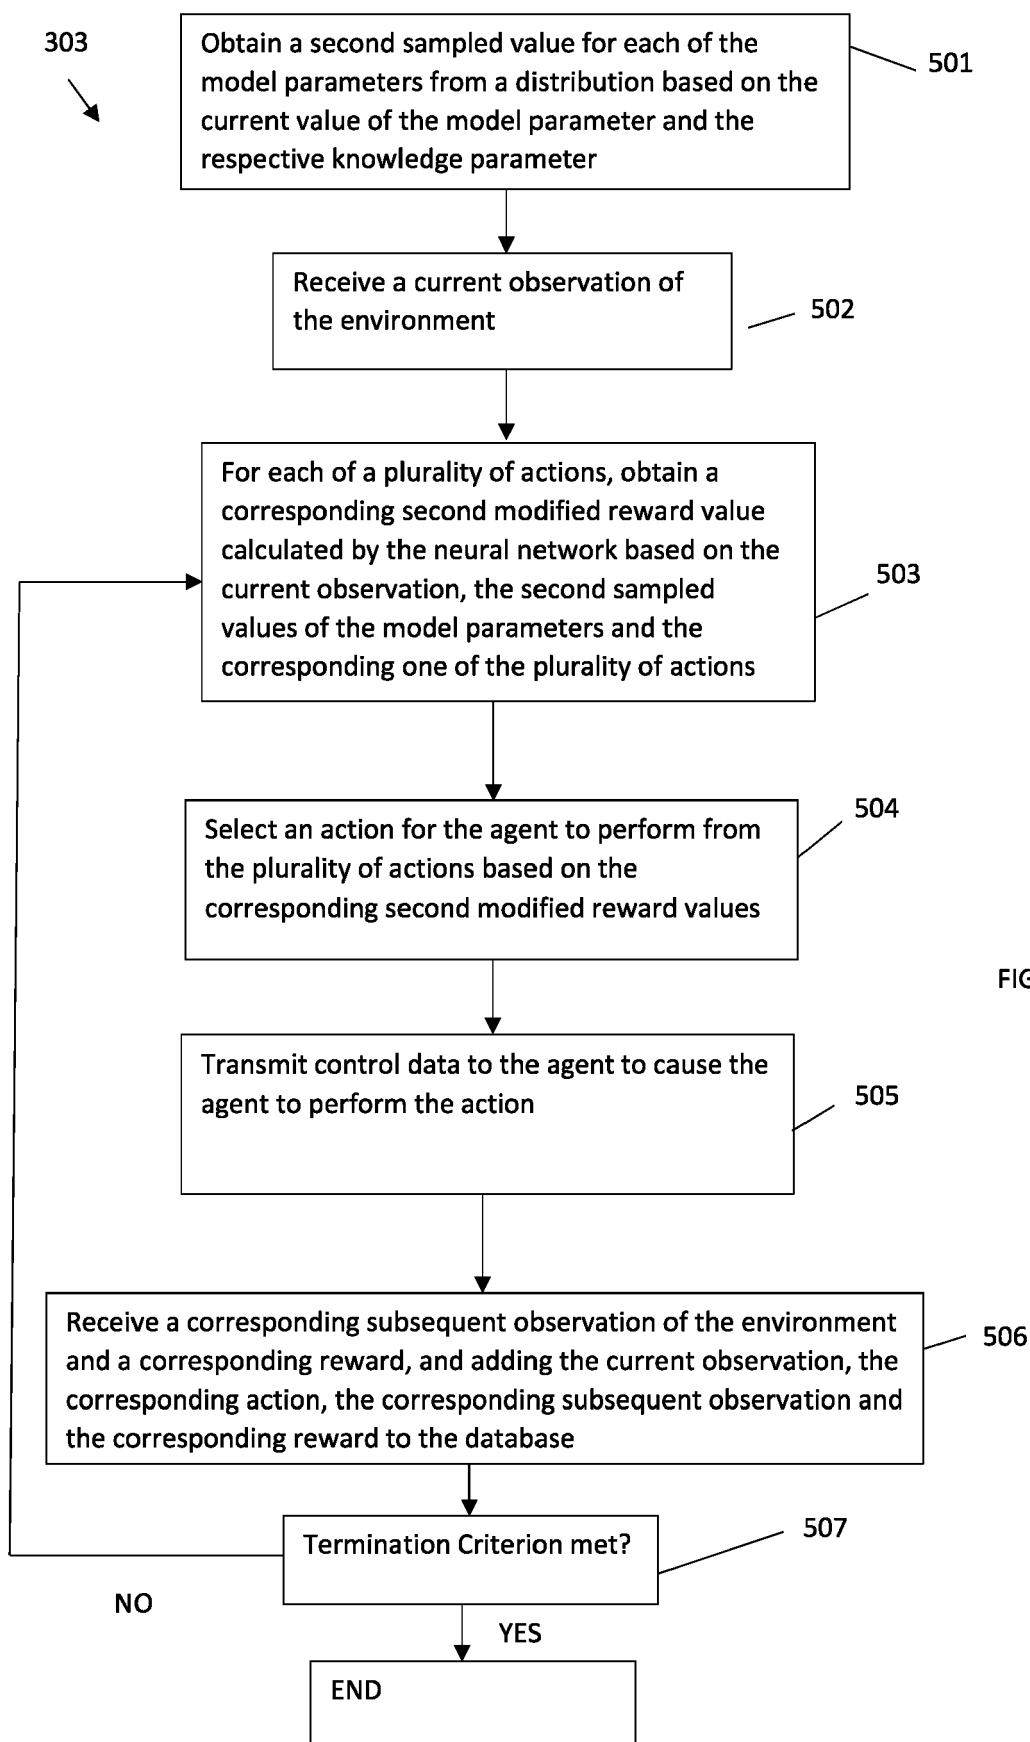 303
Obtain a second sampled value for each of the
model parameters from a distribution based on the
current value of the model parameter and the
respective knowledge parameter
501
Receive a current observation of
the environment
502
For each of a plurality of actions, obtain a
corresponding second modified reward value
calculated by the neural network based on the
current observation, the second sampled
values of the model parameters and the
corresponding one of the plurality of actions
503
Select an action for the agent to perform from
the plurality of actions based on the
corresponding second modified reward values
504
FIG
Transmit control data to the agent to cause the
agent to perform the action
505
Receive a corresponding subsequent observation of the environment
and a corresponding reward, and adding the current observation, the
corresponding action, the corresponding subsequent observation and
the corresponding reward to the database
506
Termination Criterion met?
507
NO
YES
END